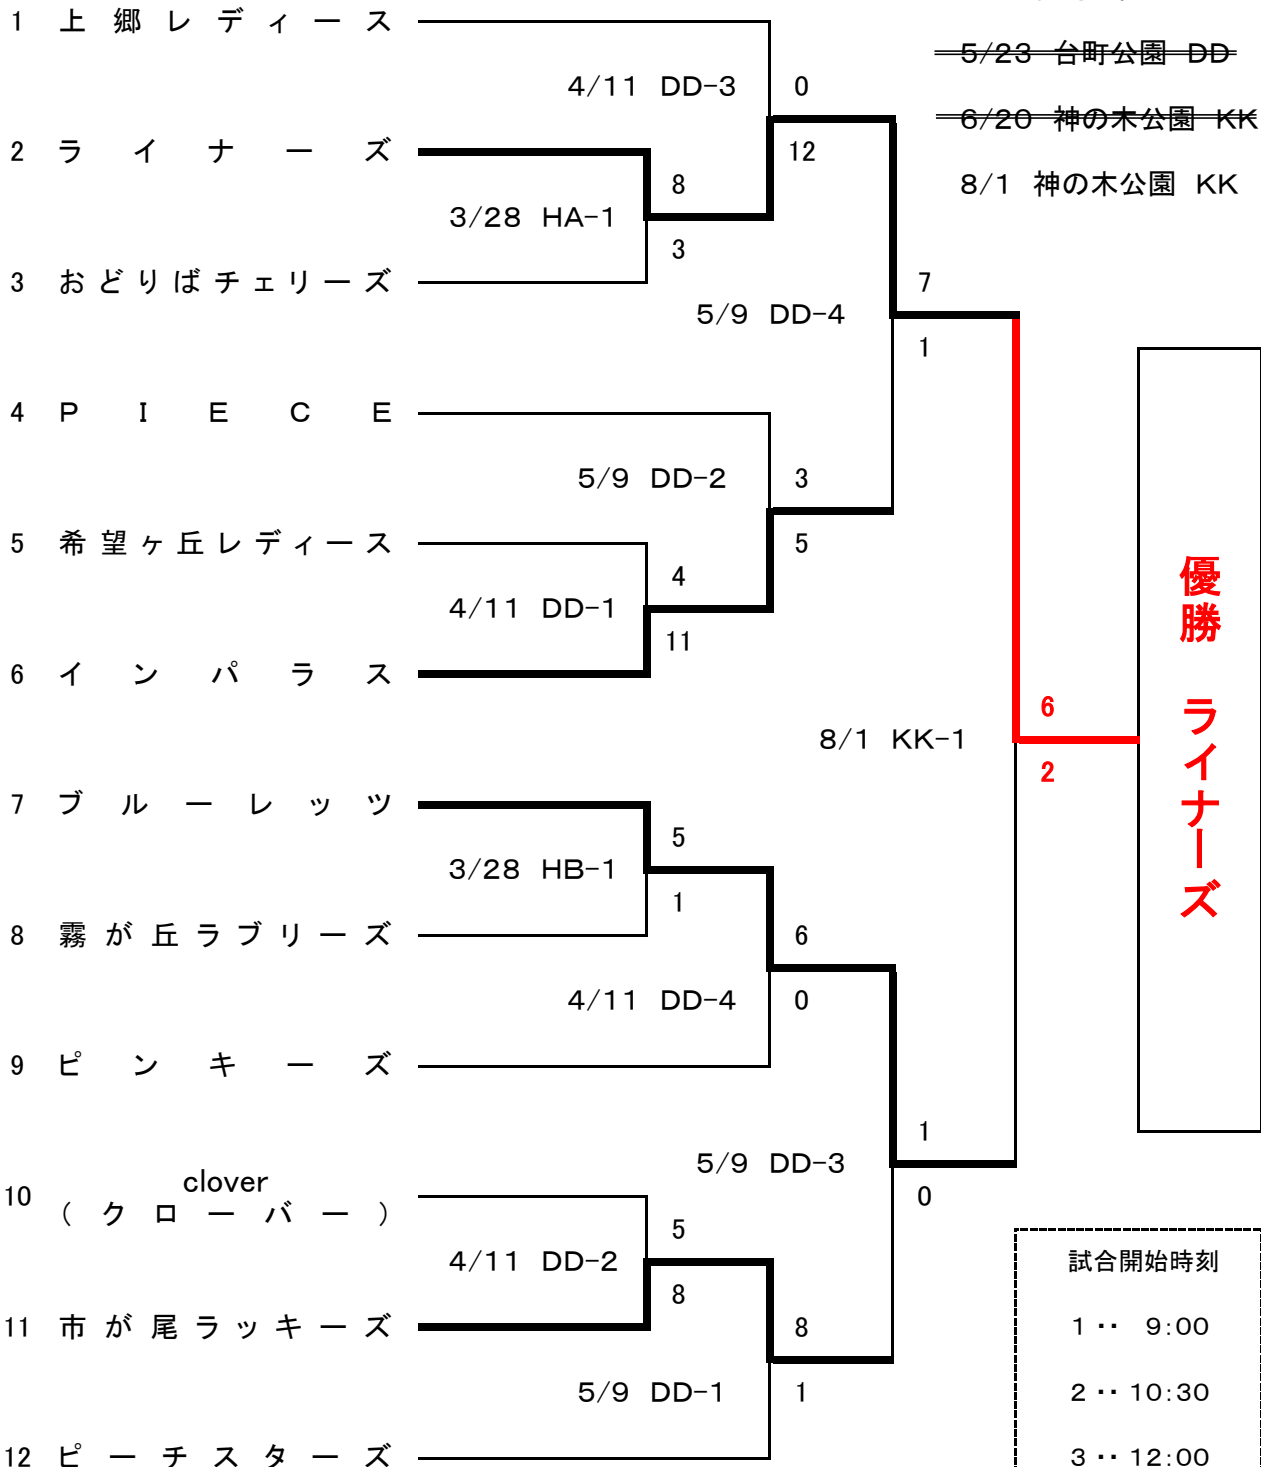 1 上郷レディース
5/23 台町公園 DD
4/11 DD-3
0
6/20 神の木公園 KK
2 ライナーズ
12
8
8/1 神の木公園 KK
3/28 HA-1
3
3 おどりばチェリーズ
7
5/9 DD-4
1
4 PIECE
5/9 DD-2
3
5 希望ヶ丘レディース
5
4
4/11 DD-1
11
6 インパラス
優勝 ライナーズ
6
8/1 KK-1
2
7 ブルーレッツ
5
3/28 HB-1
1
8 霧が丘ラブリーズ
6
4/11 DD-4
0
9 ピンキーズ
1
5/9 DD-3
0
clover
10 (クローバー)
5
4/11 DD-2
8
試合開始時刻
11 市が尾ラッキーズ
8
1 ‥ 9:00
5/9 DD-1
1
2 ‥ 10:30
12 ピーチスターズ
3 ‥ 12:00